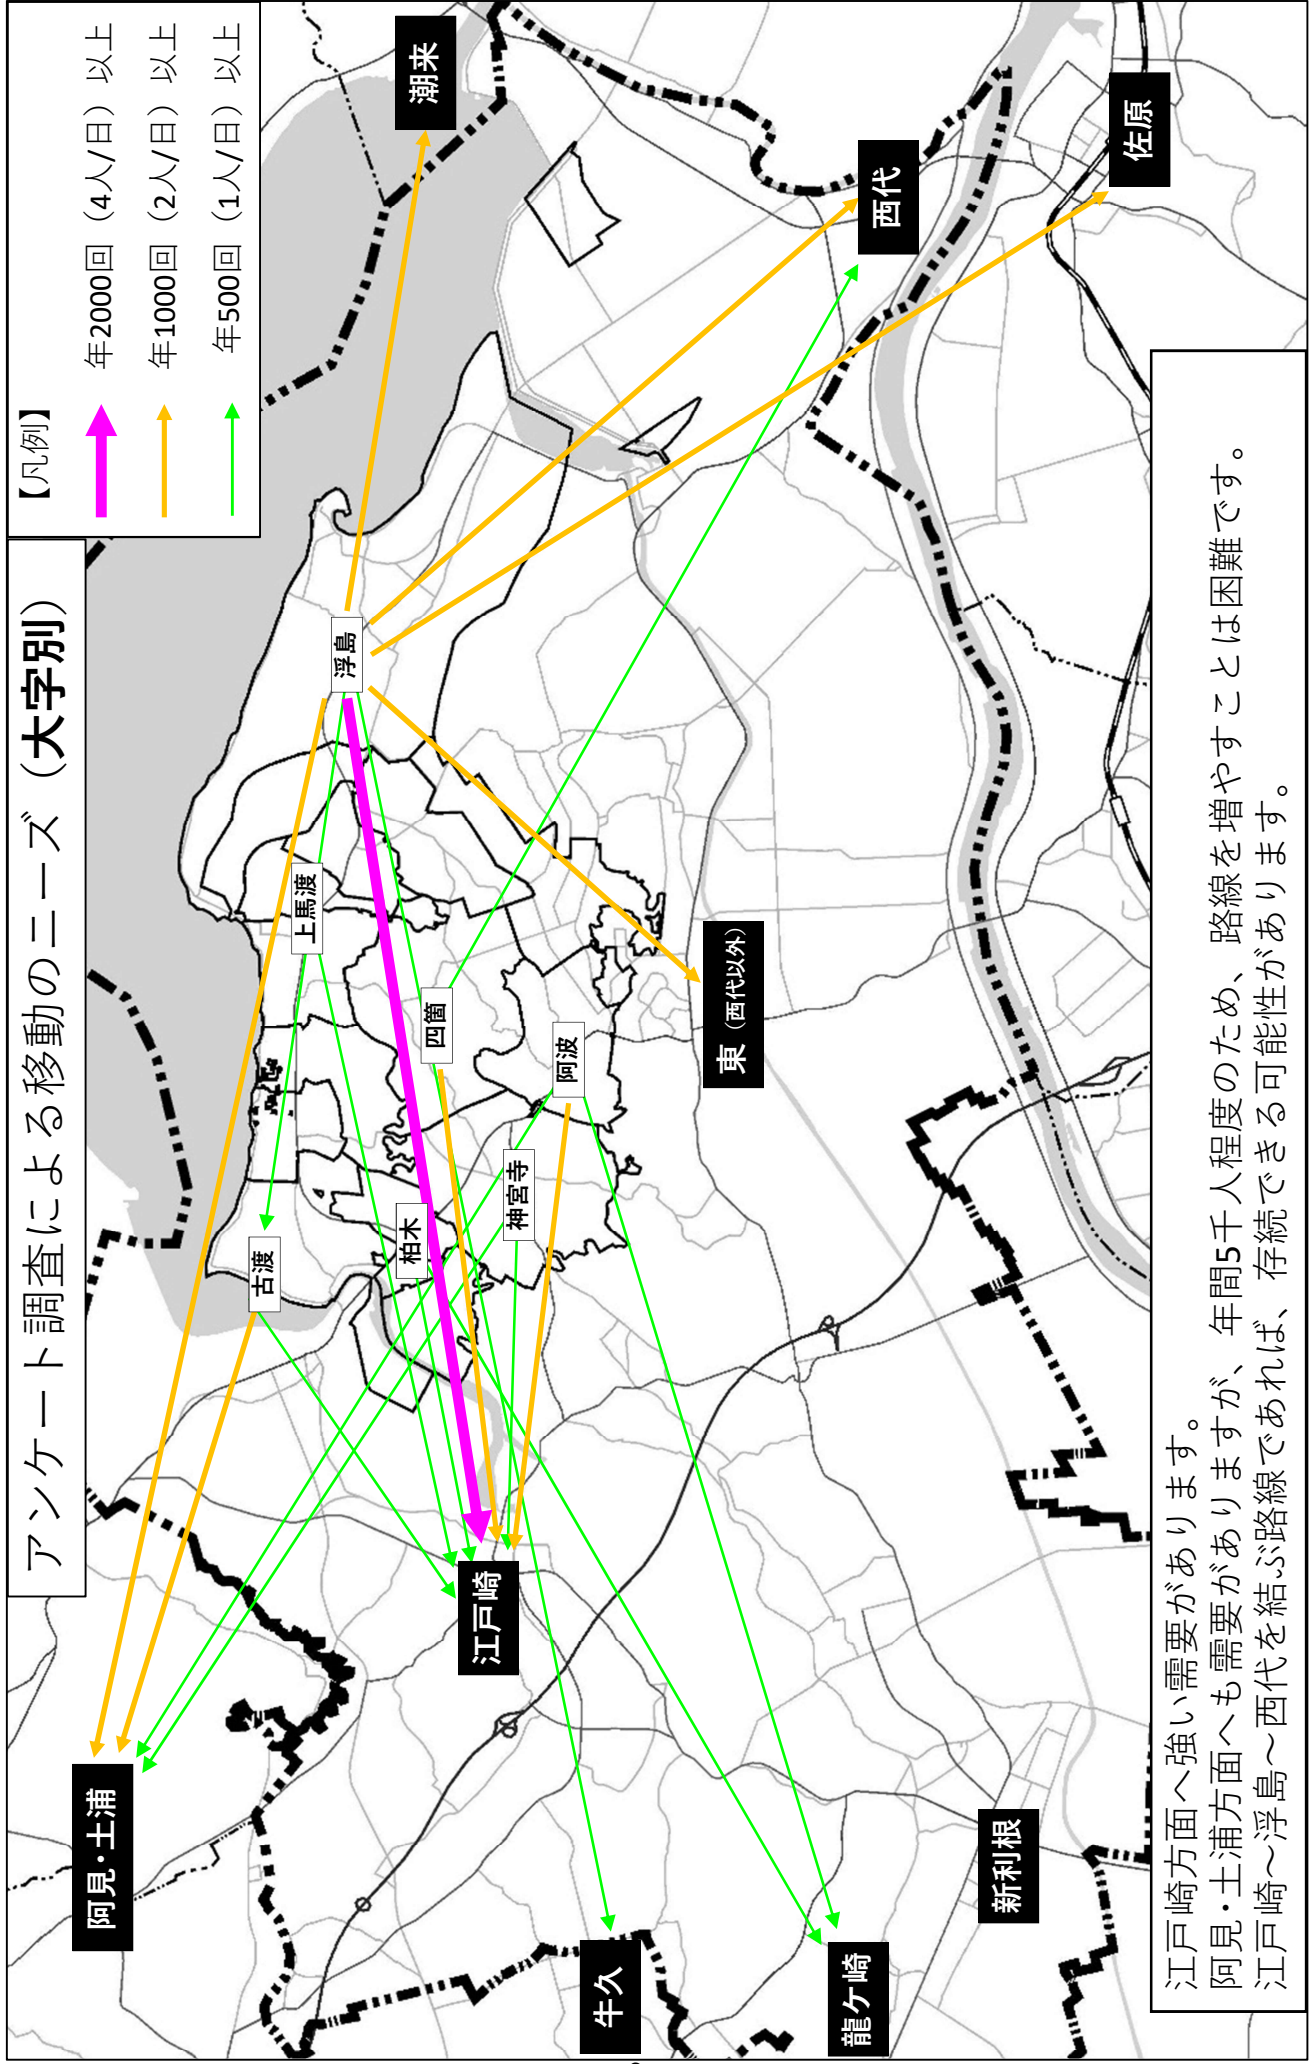 アンケート調査による移動のニーズ（大字別）
【凡例】
年2000回（4人/日）以上
年1000回（2人/日）以上
年500回（1人/日）以上
阿見・土浦
潮来
浮島
上馬渡
古渡
四箇
柏木
西代
江戸崎
神宮寺
阿波
佐原
牛久
東（西代以外）
龍ケ崎
新利根
江戸崎方面へ強い需要があります。
阿見・土浦方面へも需要がありますが、年間5千人程度のため、路線を増やすことは困難です。
江戸崎～浮島～西代を結ぶ路線であれば、存続できる可能性があります。